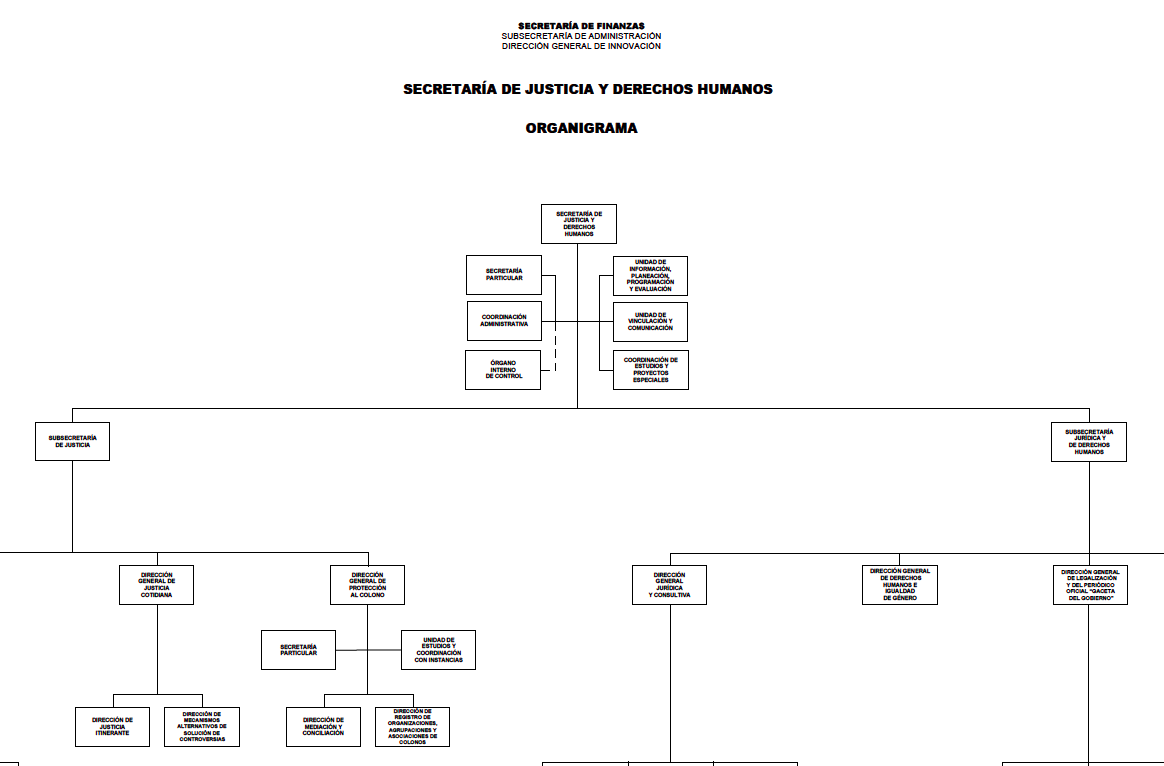 SECRETARÍA DE FINANZAS
SUBSECRETARÍA DE ADMINISTRACIÓN
DIRECCIÓN GENERAL DE INNOVACIÓN
SECRETARÍA DE JUSTICIA Y DERECHOS HUMANOS
ORGANIGRAMA
SECRETARÍA DE
JUSTICIA Y
DERECHOS
HUMANOS
SECRETARÍA
PARTICULAR
UNIDAD DE
INFORMACIÓN,
PLANEACIÓN,
PROGRAMACIÓN
Y EVALUACIÓN
COORDINACIÓN
ADMINISTRATIVA
UNIDAD DE
VINCULACIÓN Y
COMUNICACIÓN
ÓRGANO
INTERNO
DE CONTROL
COORDINACIÓN DE
ESTUDIOS Y
PROYECTOS
ESPECIALES
SUBSECRETARÍA
DE JUSTICIA
SUBSECRETARÍA
JURÍDICA Y
DE DERECHOS
HUMANOS
DIRECCIÓN
GENERAL DE
JUSTICIA
COTIDIANA
DIRECCIÓN
GENERAL DE
PROTECCIÓN
AL COLONO
DIRECCIÓN
GENERAL
JURÍDICA
Y CONSULTIVA
DIRECCIÓN GENERAL
DE DERECHOS
HUMANOS E
IGUALDAD
DE GÉNERO
DIRECCIÓN GENERAL
DE LEGALIZACIÓN
Y DEL PERIÓDICO
OFICIAL "GACETA
DEL GOBIERNO"
SECRETARÍA
PARTICULAR
UNIDAD DE
ESTUDIOS Y
COORDINACIÓN
CON INSTANCIAS
DIRECCIÓN DE
JUSTICIA
ITINERANTE
DIRECCIÓN DE
MECANISMOS
ALTERNATIVOS DE
SOLUCIÓN DE
CONTROVERSIAS
DIRECCIÓN DE
MEDIACIÓN Y
CONCILIACIÓN
DIRECCIÓN DE
REGISTRO DE
ORGANIZACIONES,
AGRUPACIONES Y
ASOCIACIONES DE
COLONOS